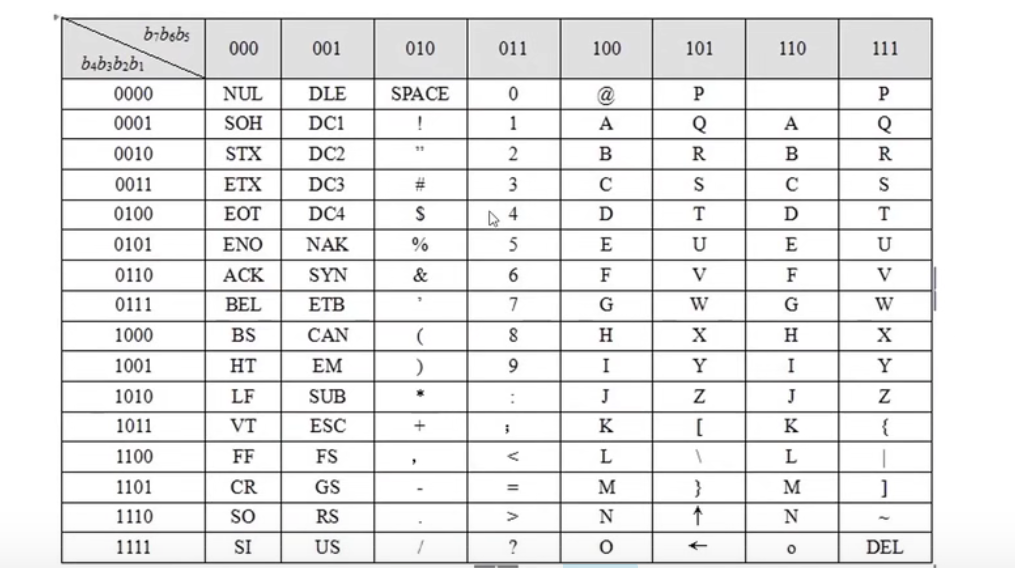 b7b6b5 000 001 010 011 100 101 110 111
b4b3b2b1
0000 NUL DLE SPACE 0 @ P P
0001 SOH DC1 ! 1 A Q A Q
0010 STX DC2 " 2 B R B R
0011 ETX DC3 # 3 C S C S
0100 EOT DC4 $ 4 D T D T
0101 ENO NAK % 5 E U E U
0110 ACK SYN & 6 F V F V
0111 BEL ETB ' 7 G W G W
1000 BS CAN ( 8 H X H X
1001 HT EM ) 9 I Y I Y
1010 LF SUB * : J Z J Z
1011 VT ESC + ; K [ K {
1100 FF FS , < L \ L |
1101 CR GS - = M } M ]
1110 SO RS . > N ↑ N ~
1111 SI US / ? O ← o DEL